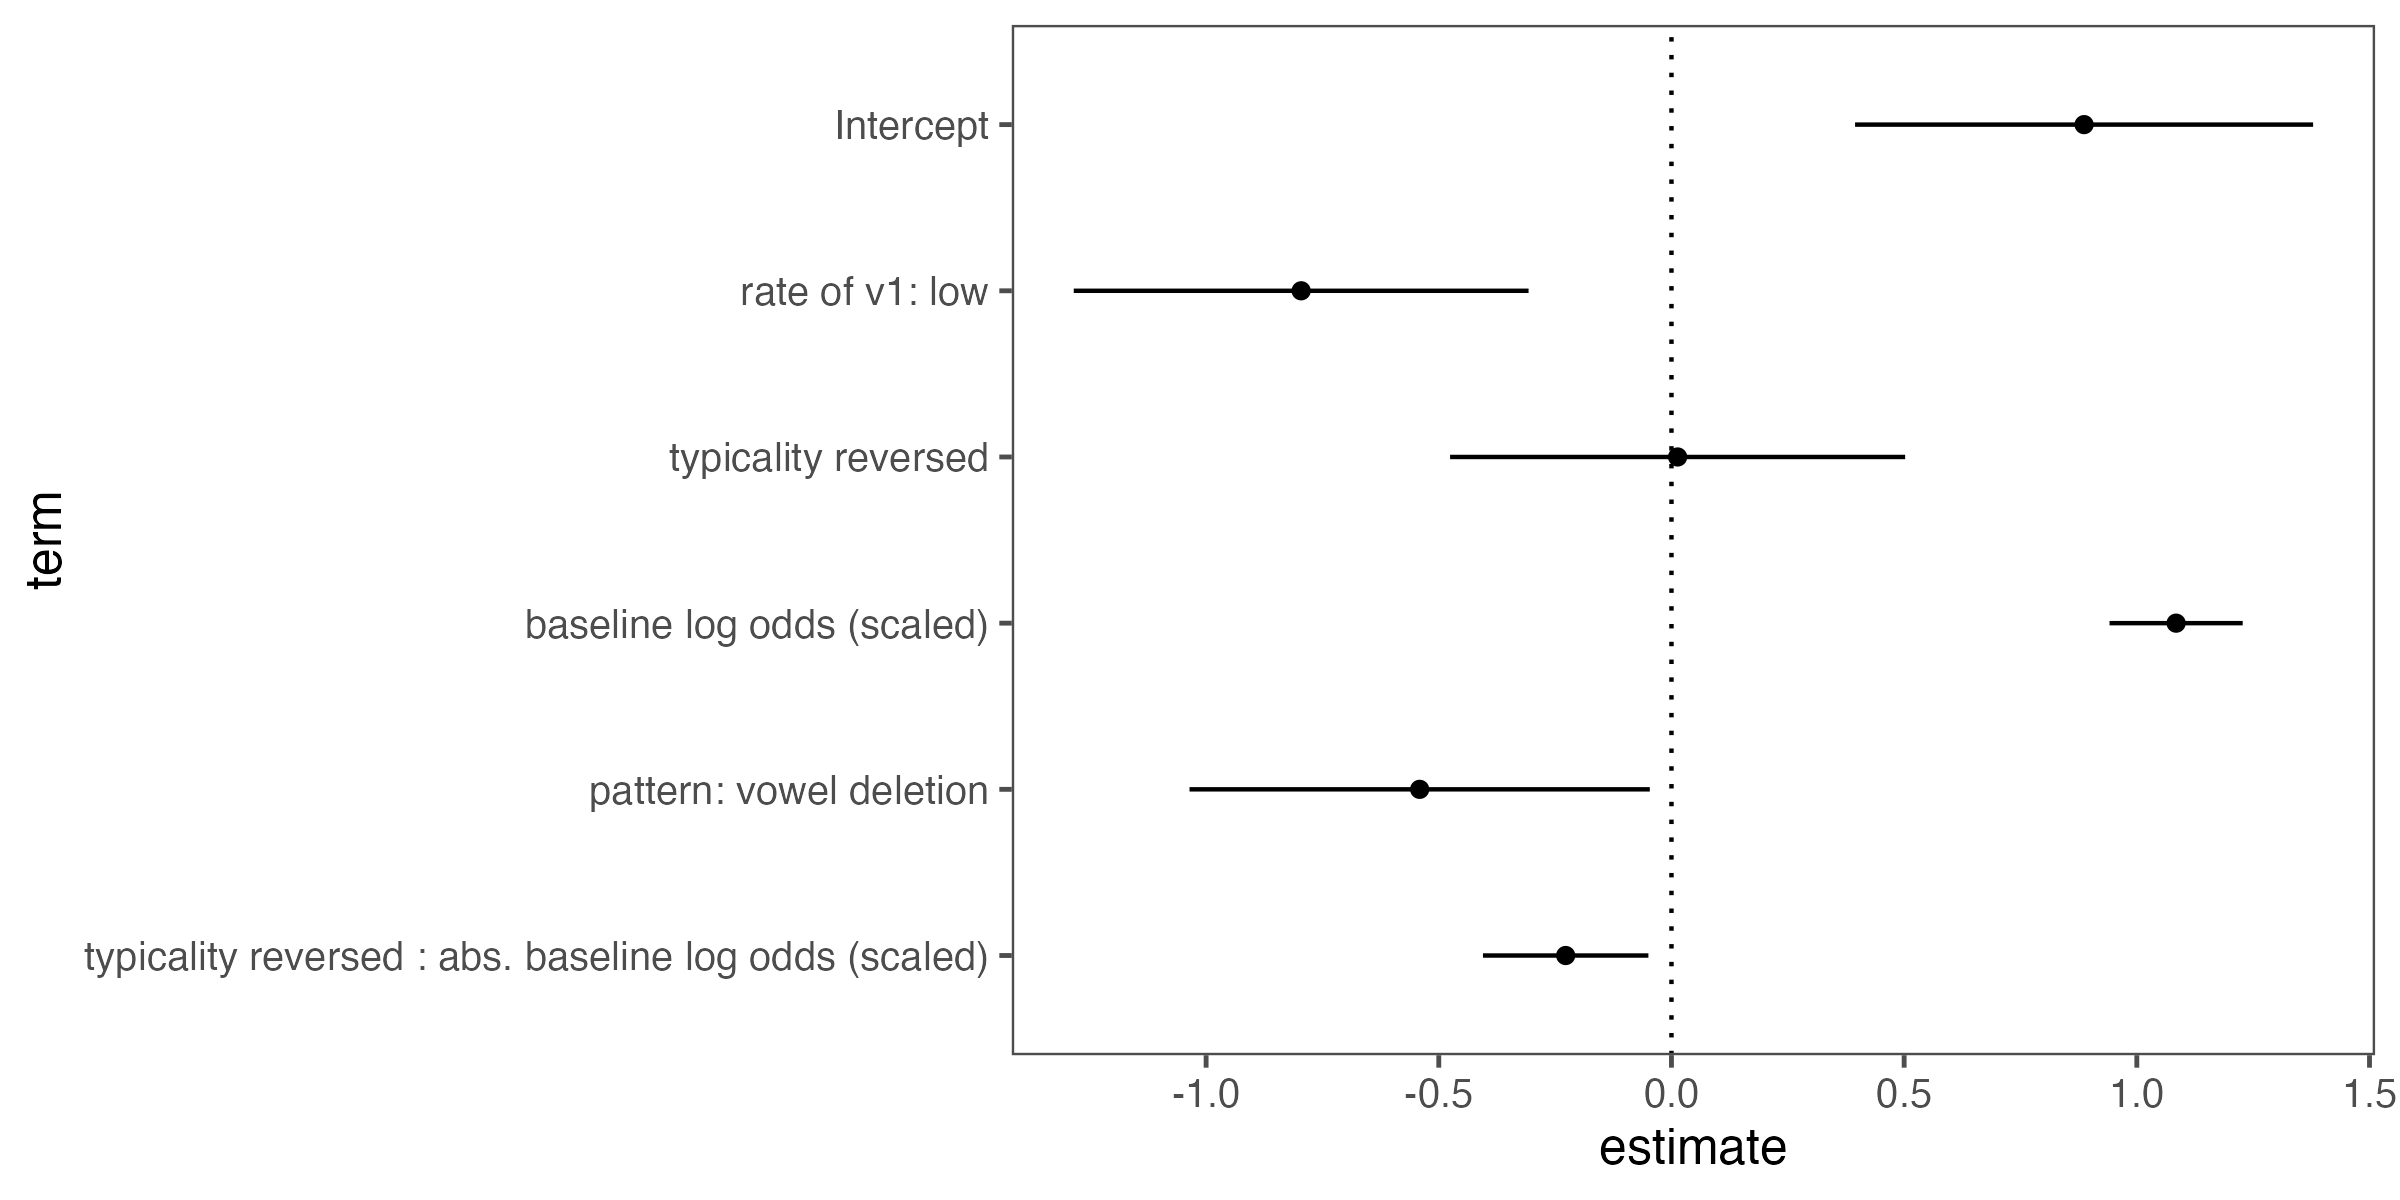 Intercept
rate of v1: low
typicality reversed
term
baseline log odds (scaled)
pattern: vowel deletion
typicality reversed : abs. baseline log odds (scaled)
-1.0 -0.5 0.0 0.5 1.0 1.5
estimate